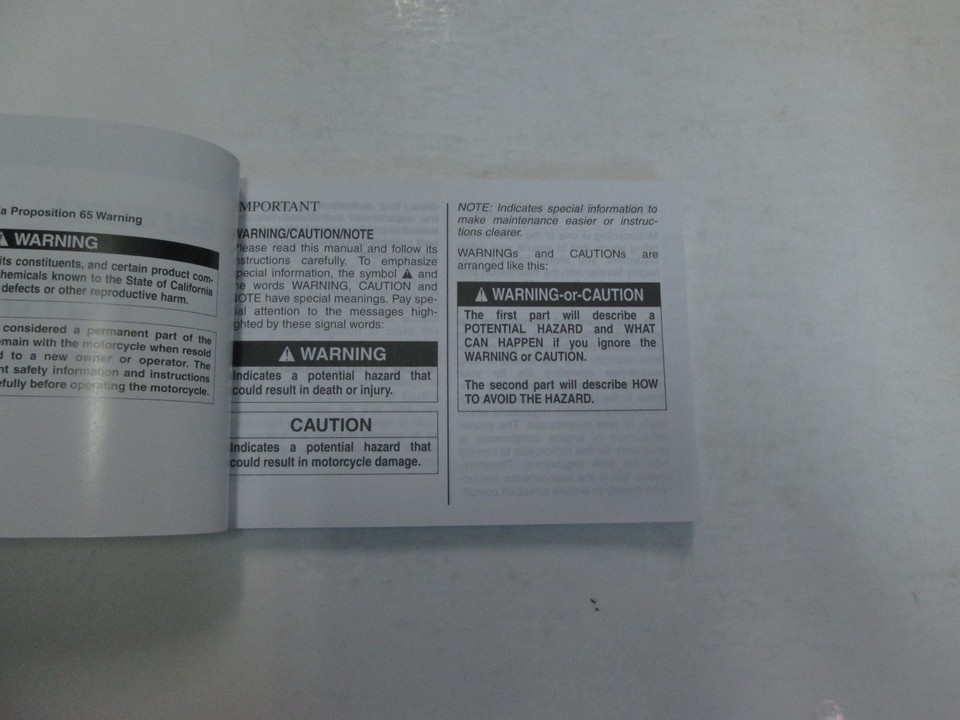 a Proposition 65 Warning
WARNING
its constituents, and certain product com-
hemicals known to the State of California
defects or other reproductive harm.
considered a permanent part of the
emain with the motorcycle when resold
d to a new owner or operator. The
nt safety information and instructions
efully before operating the motorcycle.
MPORTANT
WARNING/CAUTION/NOTE
lease read this manual and follow its
structions carefully. To emphasize
pecial information, the symbol ⚠ and
e words WARNING, CAUTION and
OTE have special meanings. Pay spe-
ial attention to the messages high-
ghted by these signal words:
⚠ WARNING
Indicates a potential hazard that
could result in death or injury.
CAUTION
Indicates a potential hazard that
could result in motorcycle damage.
NOTE: Indicates special information to
make maintenance easier or instruc-
tions clearer.
WARNINGs and CAUTIONs are
arranged like this:
⚠ WARNING-or-CAUTION
The first part will describe a
POTENTIAL HAZARD and WHAT
CAN HAPPEN if you ignore the
WARNING or CAUTION.
The second part will describe HOW
TO AVOID THE HAZARD.